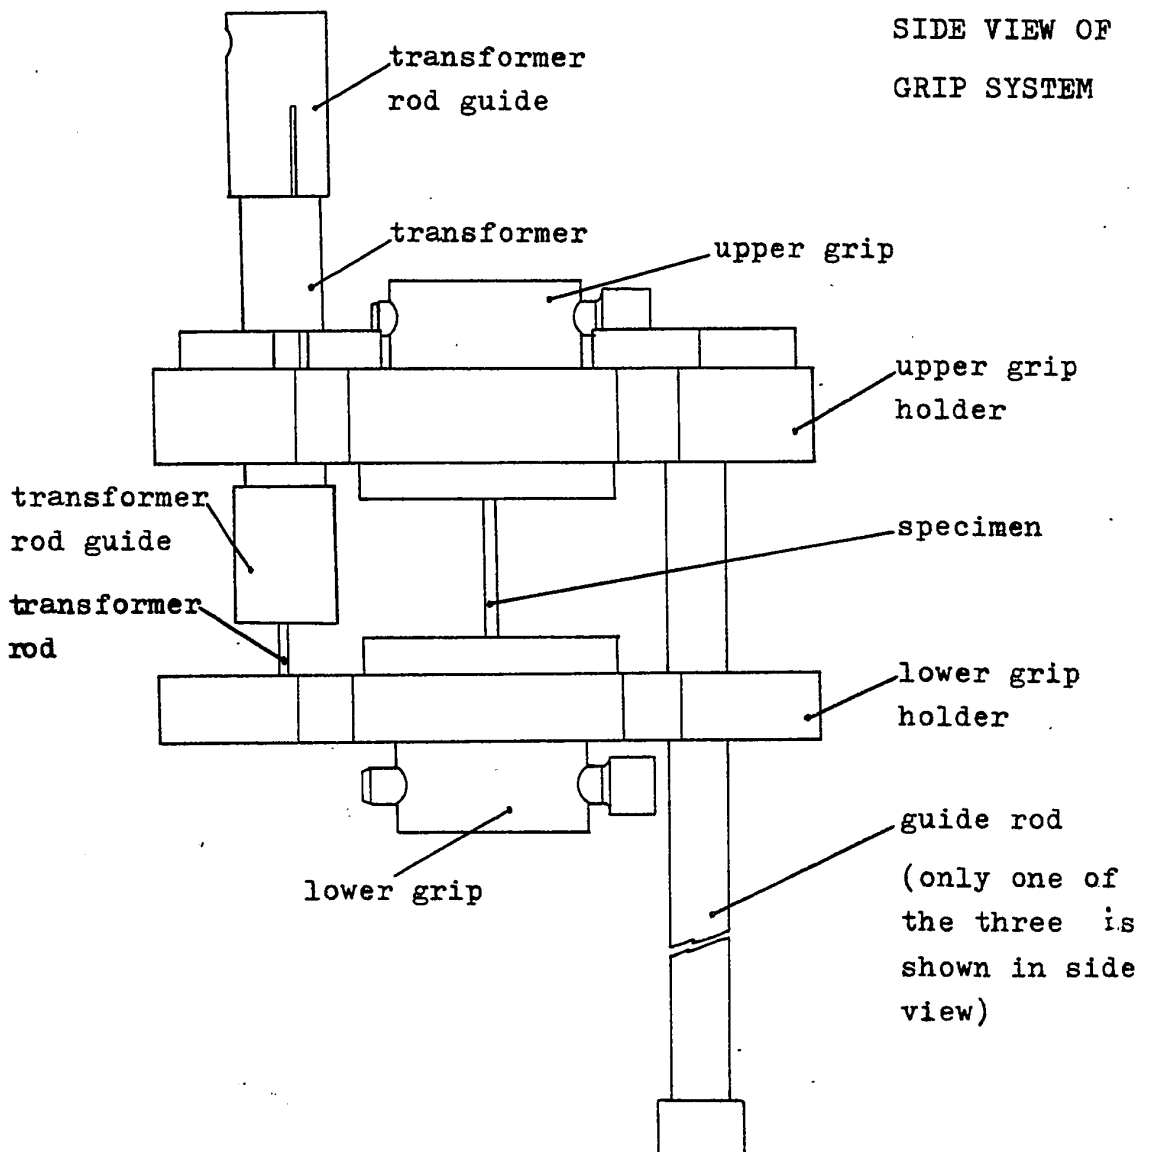 SIDE VIEW OF
GRIP SYSTEM
transformer
rod guide
transformer
upper grip
upper grip
holder
transformer
rod guide
specimen
transformer
rod
lower grip
holder
guide rod
(only one of
the three is
shown in side
view)
lower grip